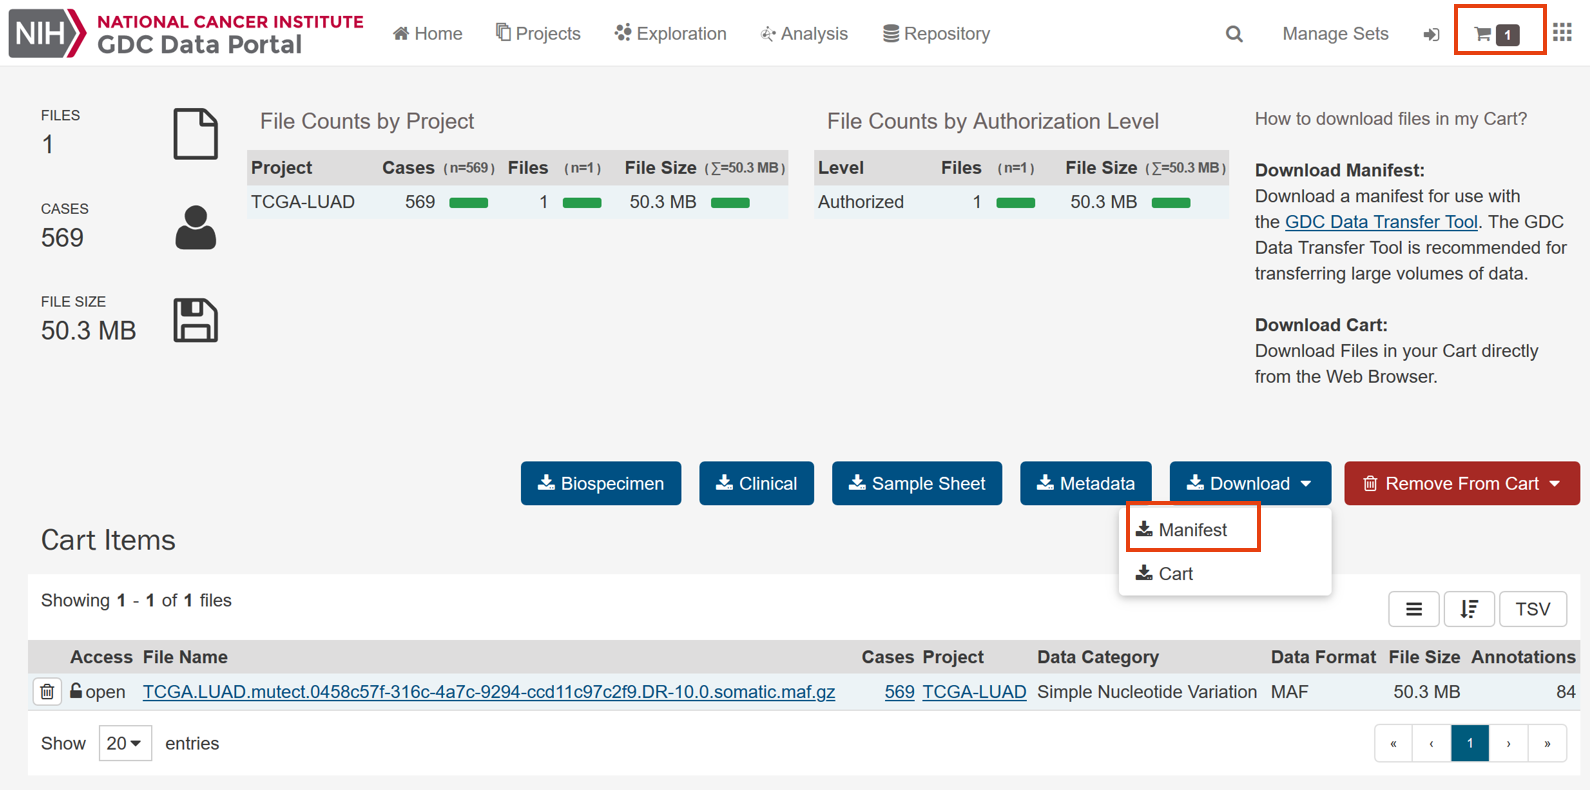 NIH NATIONAL CANCER INSTITUTE
GDC Data Portal
Home Projects Exploration Analysis Repository Manage Sets 1
FILES
1
CASES
569
FILE SIZE
50.3 MB
File Counts by Project
Project Cases (n=569) Files (n=1) File Size (∑=50.3 MB)
TCGA-LUAD 569 1 50.3 MB
File Counts by Authorization Level
Level Files (n=1) File Size (∑=50.3 MB)
Authorized 1 50.3 MB
How to download files in my Cart?
Download Manifest:
Download a manifest for use with
the GDC Data Transfer Tool. The GDC
Data Transfer Tool is recommended for
transferring large volumes of data.
Download Cart:
Download Files in your Cart directly
from the Web Browser.
Biospecimen Clinical Sample Sheet Metadata Download Remove From Cart
Manifest
Cart
Cart Items
Showing 1 - 1 of 1 files
TSV
Access File Name Cases Project Data Category Data Format File Size Annotations
open TCGA.LUAD.mutect.0458c57f-316c-4a7c-9294-ccd11c97c2f9.DR-10.0.somatic.maf.gz 569 TCGA-LUAD Simple Nucleotide Variation MAF 50.3 MB 84
Show 20 entries
« ‹ 1 › »